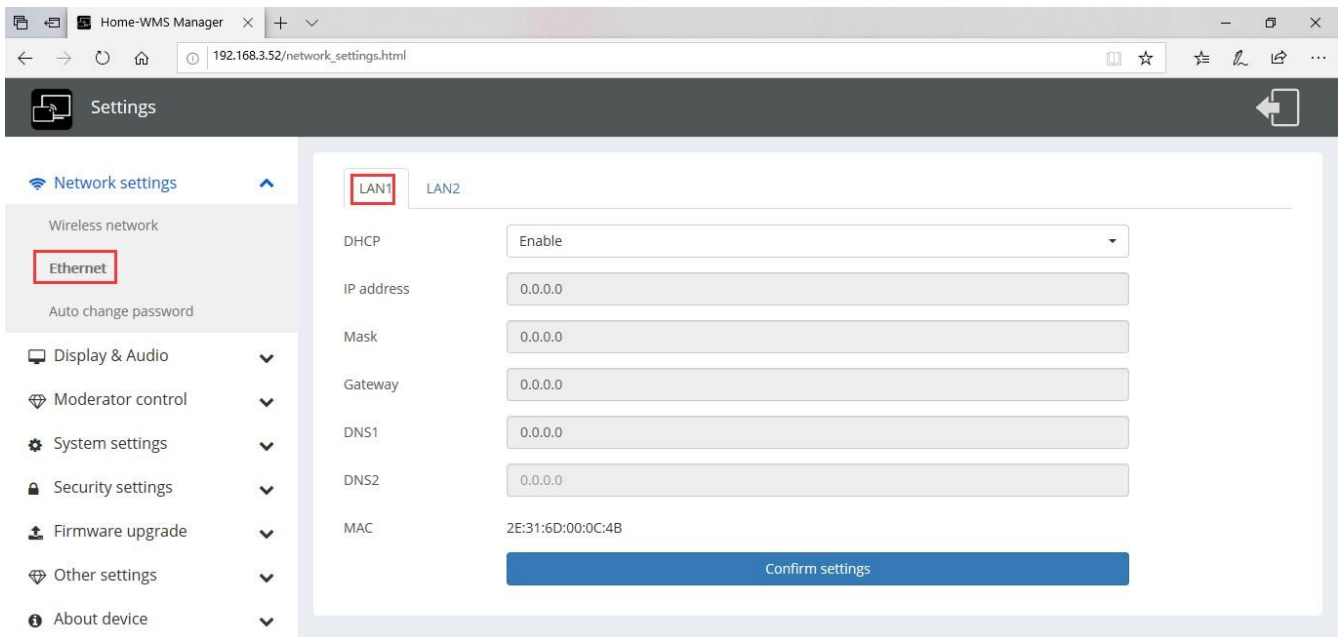 Home-WMS Manager
192.168.3.52/network_settings.html
Settings
Network settings
Wireless network
Ethernet
Auto change password
Display & Audio
Moderator control
System settings
Security settings
Firmware upgrade
Other settings
About device
LAN1 LAN2
DHCP Enable
IP address 0.0.0.0
Mask 0.0.0.0
Gateway 0.0.0.0
DNS1 0.0.0.0
DNS2 0.0.0.0
MAC 2E:31:6D:00:0C:4B
Confirm settings